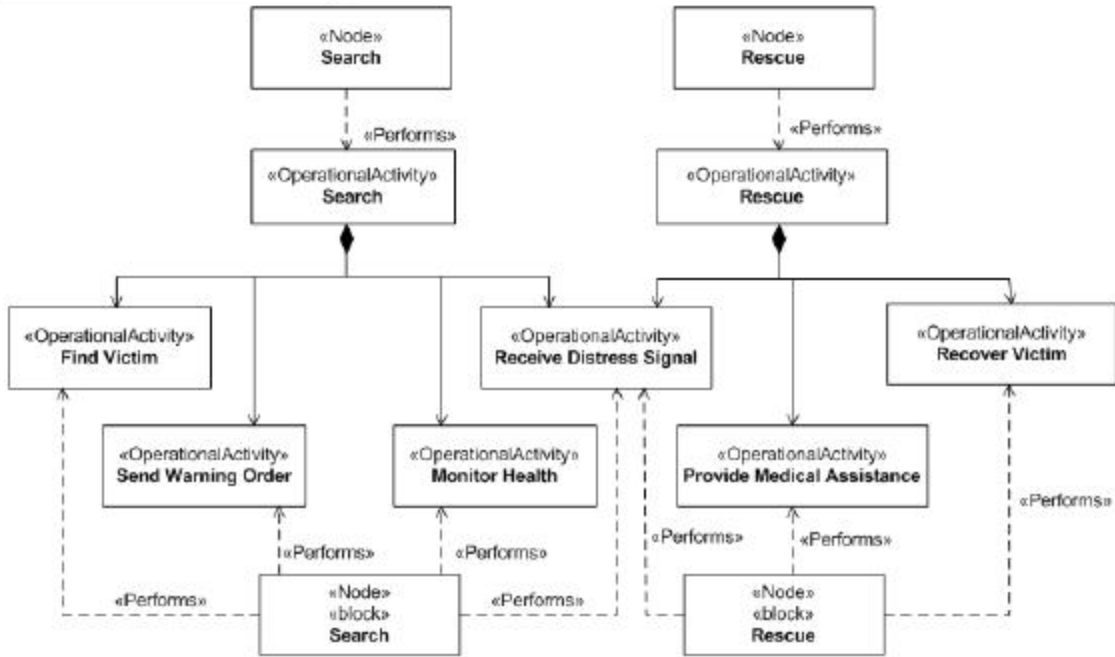 «Node»
Search
«Node»
Rescue
«Performs»
«Performs»
«OperationalActivity»
Search
«OperationalActivity»
Rescue
«OperationalActivity»
Find Victim
«OperationalActivity»
Receive Distress Signal
«OperationalActivity»
Recover Victim
«OperationalActivity»
Send Warning Order
«OperationalActivity»
Monitor Health
«OperationalActivity»
Provide Medical Assistance
«Performs»
«Performs»
«Performs»
«Performs»
«Performs»
«Performs»
«Performs»
«Node»
«block»
Search
«Node»
«block»
Rescue